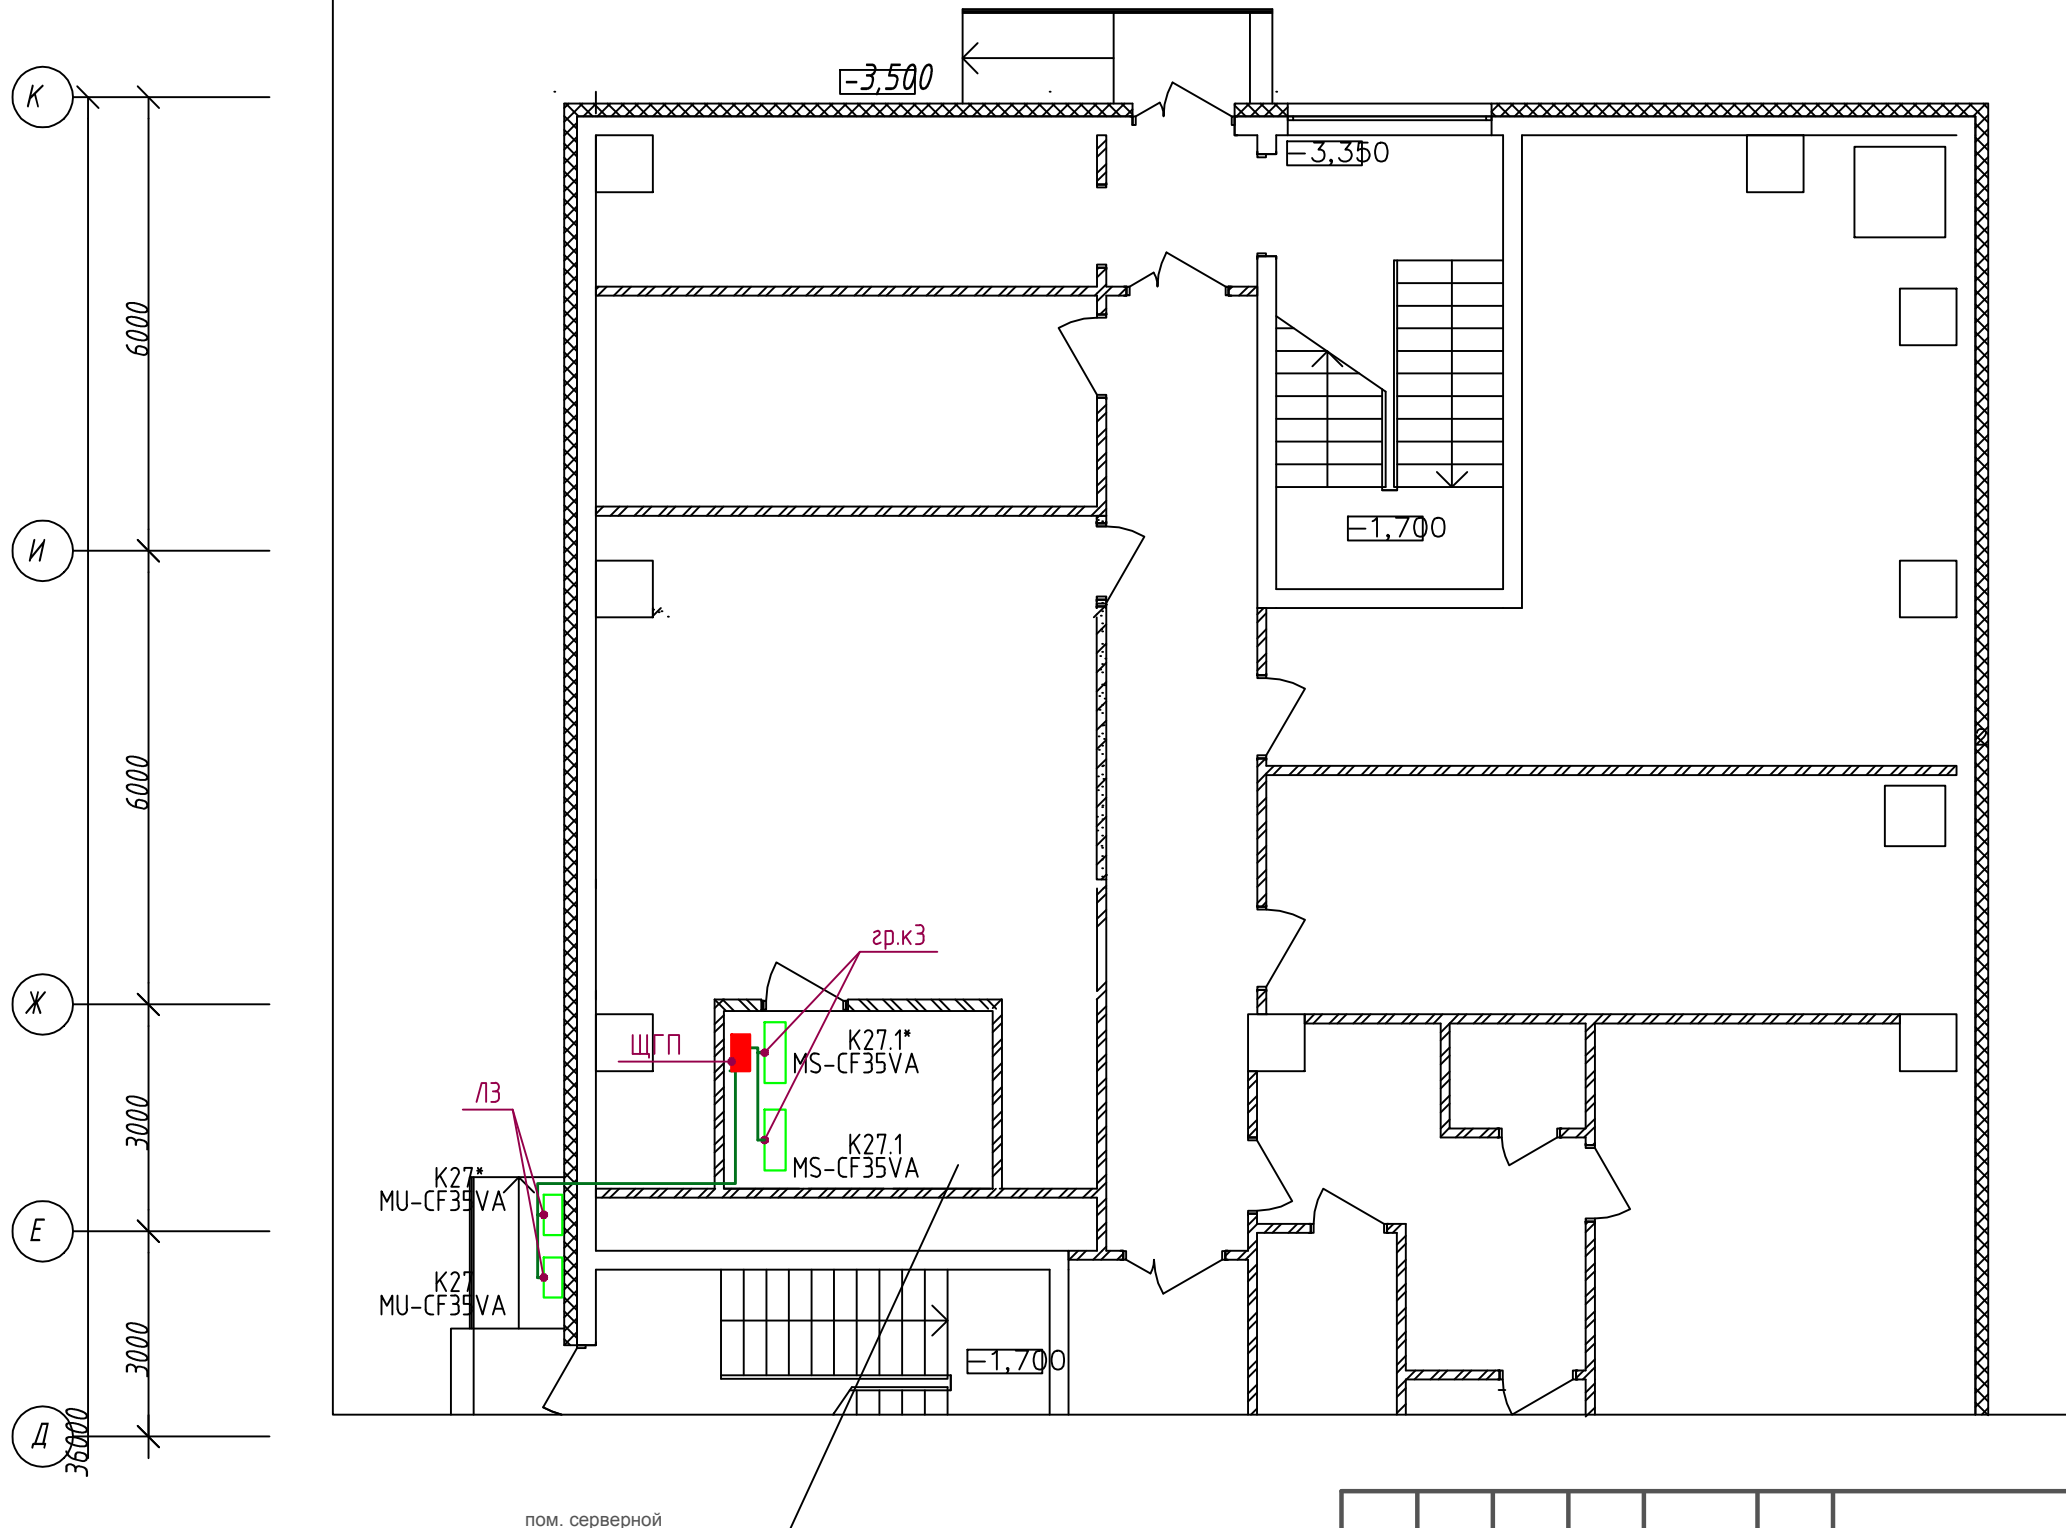 К
-3,500
-3,350
6000
И
-1,700
6000
гр.к3
Ж
ЩГП
К27.1*
MS-CF35VA
Л3
3000
К27.1
MS-CF35VA
К27*
MU-CF35VA
Е
К27
MU-CF35VA
3000
-1,700
Д
36000
пом. серверной